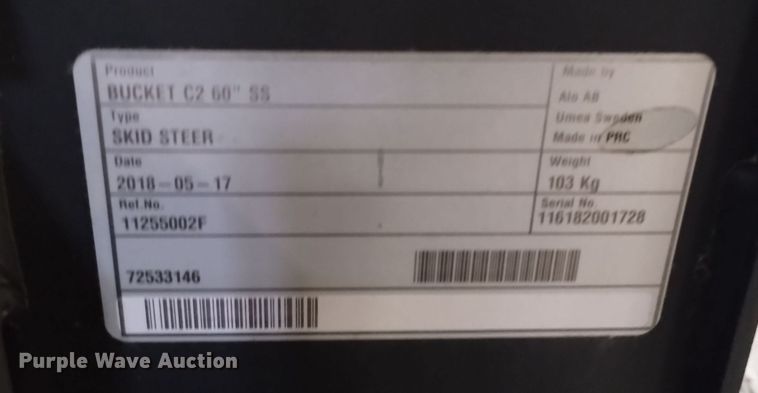 Product
BUCKET C2 60" SS
Made by
Alo AB
Umea Sweden
Made in PRC
Type
SKID STEER
Date
2018-05-17
Weight
103 Kg
Ref.No.
11255002F
Serial No.
116182001728
72533146
Purple Wave Auction